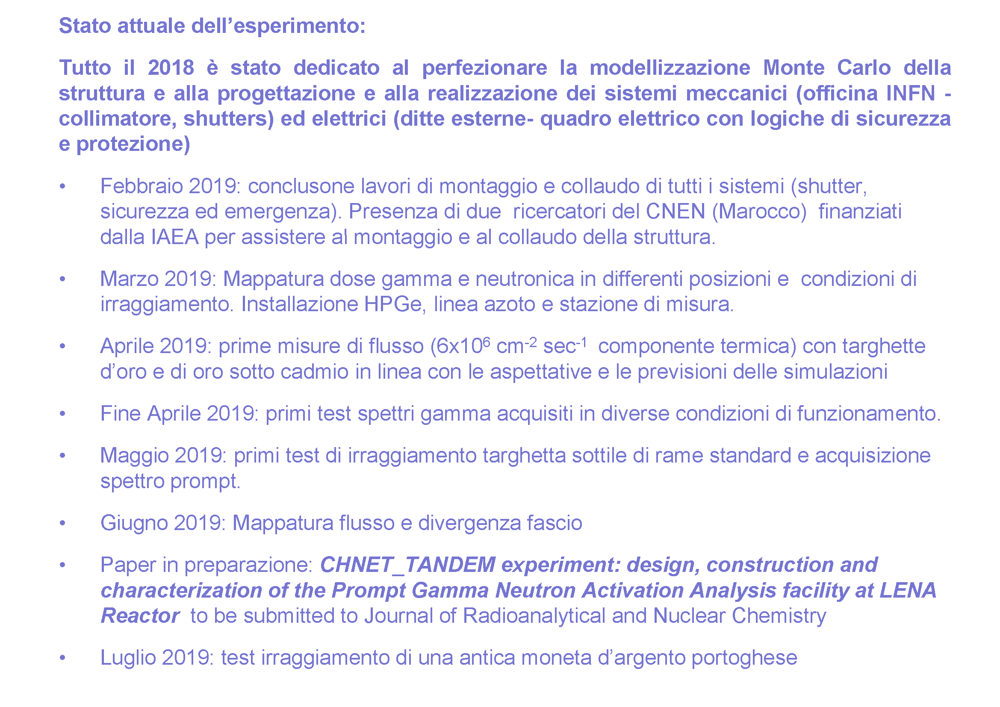 Stato attuale dell’esperimento:
Tutto il 2018 è stato dedicato al perfezionare la modellizzazione Monte Carlo della
struttura e alla progettazione e alla realizzazione dei sistemi meccanici (officina INFN -
collimatore, shutters) ed elettrici (ditte esterne- quadro elettrico con logiche di sicurezza
e protezione)
• Febbraio 2019: conclusone lavori di montaggio e collaudo di tutti i sistemi (shutter,
sicurezza ed emergenza). Presenza di due  ricercatori del CNEN (Marocco)  finanziati
dalla IAEA per assistere al montaggio e al collaudo della struttura.
• Marzo 2019: Mappatura dose gamma e neutronica in differenti posizioni e  condizioni di
irraggiamento. Installazione HPGe, linea azoto e stazione di misura.
• Aprile 2019: prime misure di flusso (6x10⁶ cm⁻² sec⁻¹  componente termica) con targhette
d’oro e di oro sotto cadmio in linea con le aspettative e le previsioni delle simulazioni
• Fine Aprile 2019: primi test spettri gamma acquisiti in diverse condizioni di funzionamento.
• Maggio 2019: primi test di irraggiamento targhetta sottile di rame standard e acquisizione
spettro prompt.
• Giugno 2019: Mappatura flusso e divergenza fascio
• Paper in preparazione: CHNET_TANDEM experiment: design, construction and
characterization of the Prompt Gamma Neutron Activation Analysis facility at LENA
Reactor  to be submitted to Journal of Radioanalytical and Nuclear Chemistry
• Luglio 2019: test irraggiamento di una antica moneta d’argento portoghese